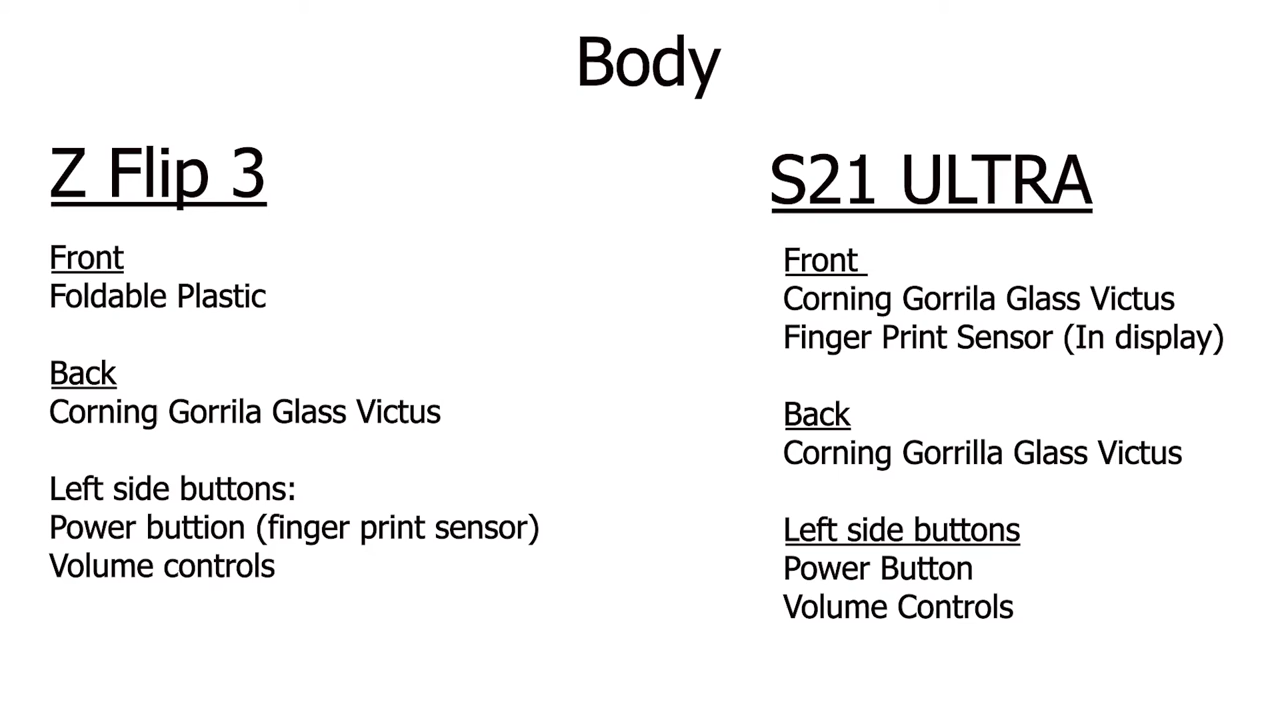 Body
Z Flip 3
Front
Foldable Plastic
Back
Corning Gorrila Glass Victus
Left side buttons:
Power buttion (finger print sensor)
Volume controls
S21 ULTRA
Front
Corning Gorrila Glass Victus
Finger Print Sensor (In display)
Back
Corning Gorrilla Glass Victus
Left side buttons
Power Button
Volume Controls